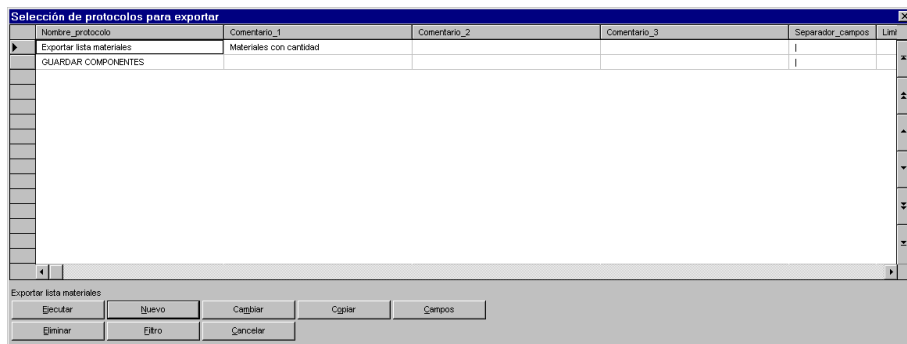 Selección de protocolos para exportar
Nombre_protocolo Comentario_1 Comentario_2 Comentario_3 Separador_campos Limi
Exportar lista materiales Materiales con cantidad |
GUARDAR COMPONENTES |
Exportar lista materiales
Ejecutar Nuevo Cambiar Copiar Campos
Eliminar Filtro Cancelar